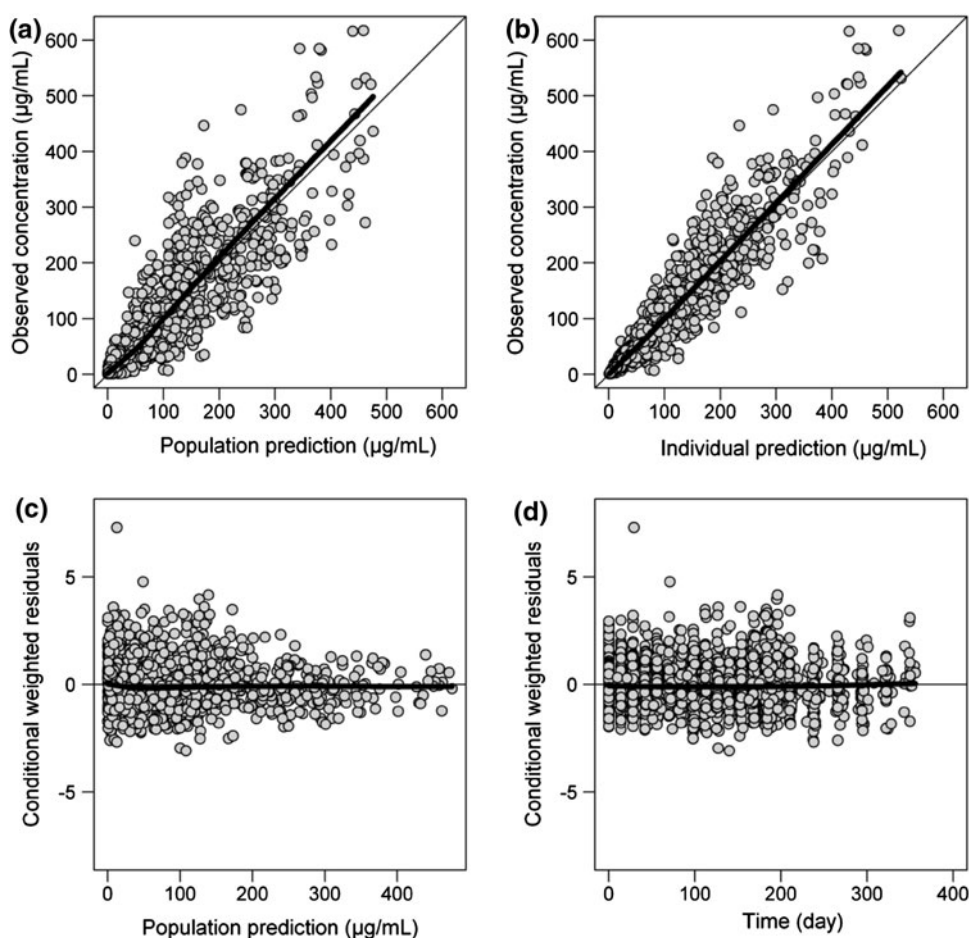 (a)
Observed concentration (µg/mL)
600
500
400
300
200
100
0
0 100 200 300 400 500 600
Population prediction (µg/mL)
(b)
Observed concentration (µg/mL)
600
500
400
300
200
100
0
0 100 200 300 400 500 600
Individual prediction (µg/mL)
(c)
Conditional weighted residuals
5
0
-5
0 100 200 300 400
Population prediction (µg/mL)
(d)
Conditional weighted residuals
5
0
-5
0 100 200 300 400
Time (day)